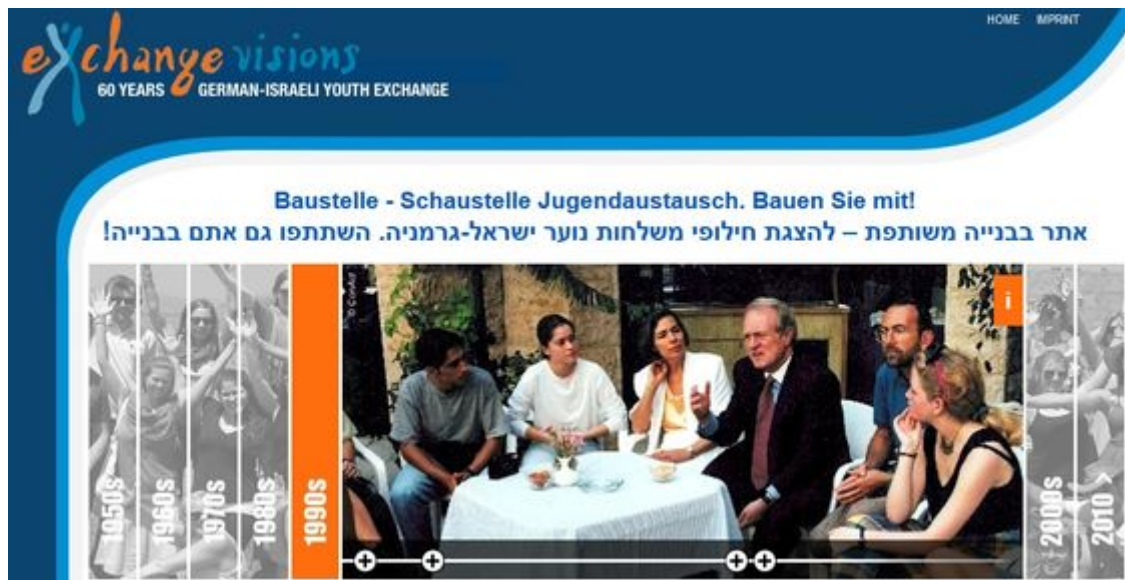 HOME IMPRINT
exchange visions
60 YEARS GERMAN-ISRAELI YOUTH EXCHANGE
Baustelle - Schaustelle Jugendaustausch. Bauen Sie mit!
אתר בבנייה משותפת – להצגת חילופי משלחות נוער ישראל-גרמניה. השתתפו גם אתם בבנייה!
© ConAct
i
1950s
1960s
1970s
1980s
1990s
2000s
2010 >